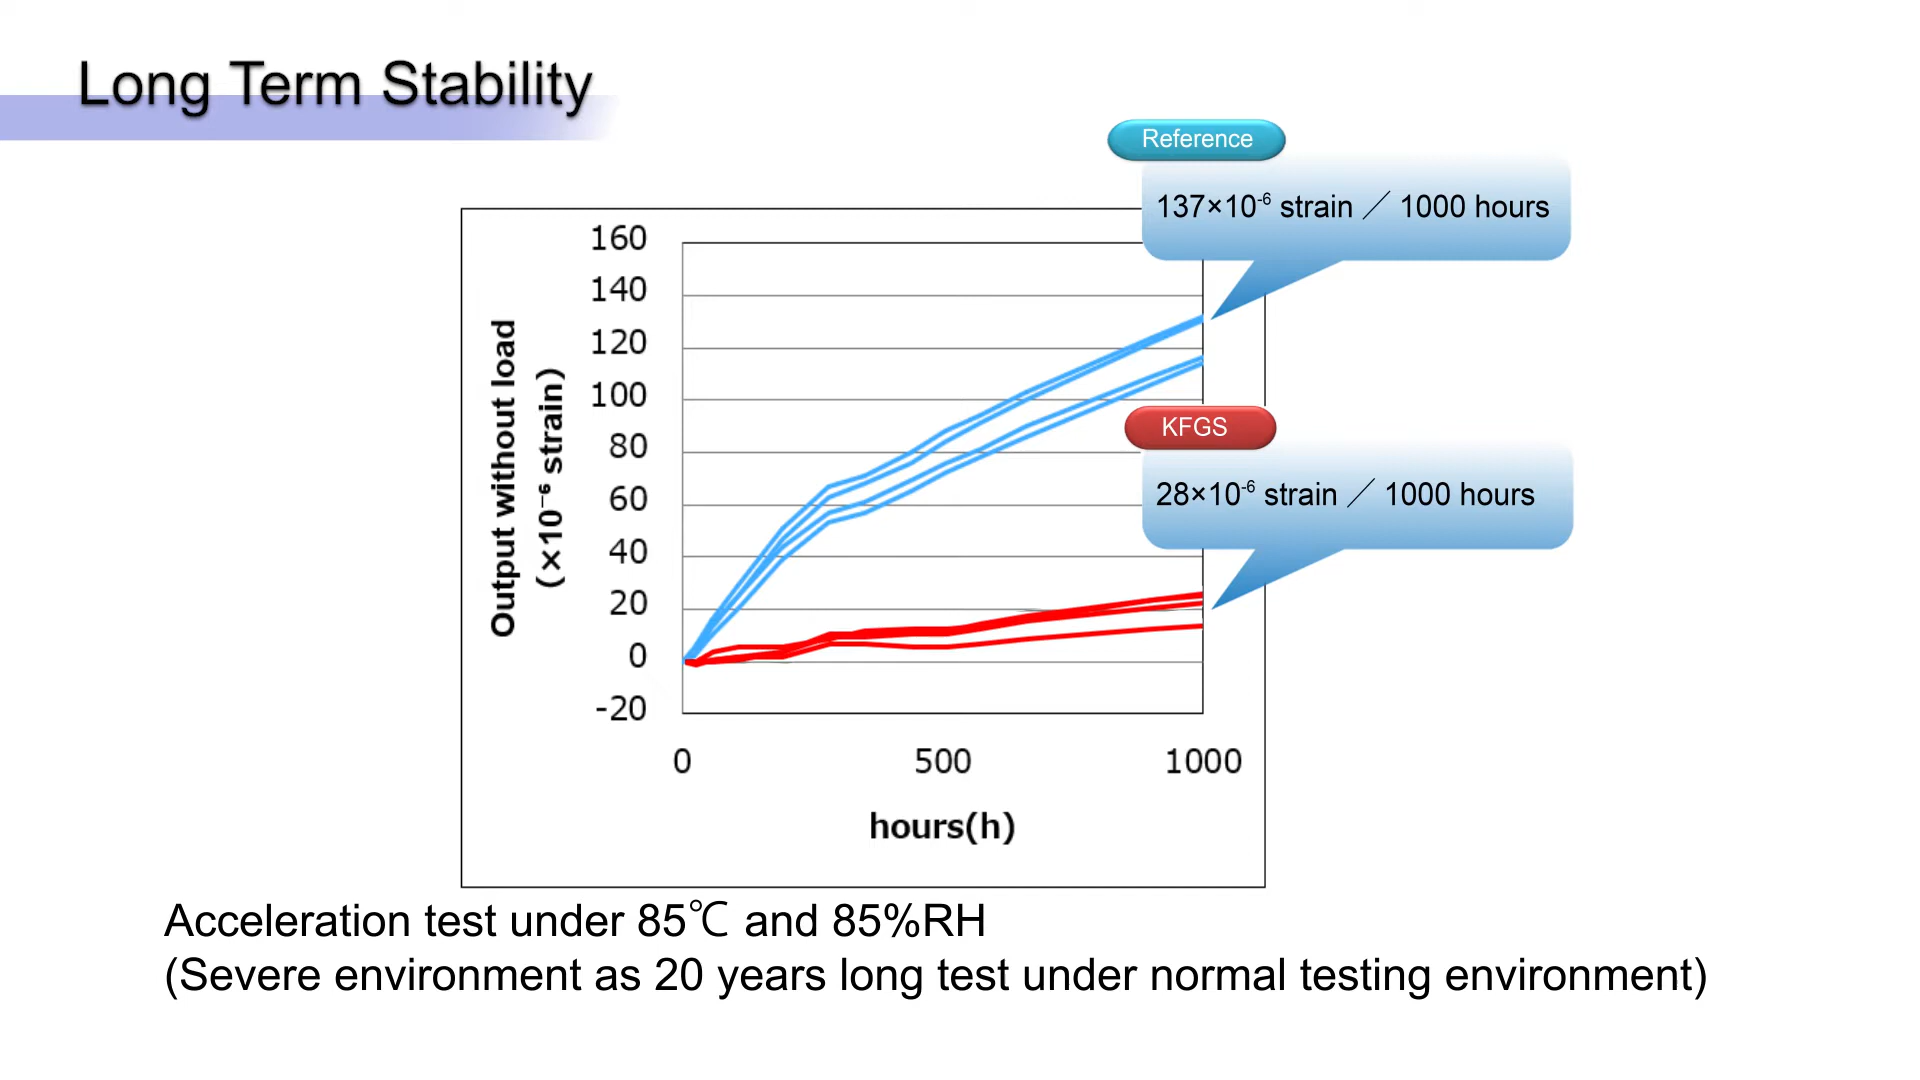 Long Term Stability
Reference
137×10⁻⁶ strain ／ 1000 hours
160
140
120
100
80
60
40
20
0
-20
Output without load
(×10⁻⁶ strain)
KFGS
28×10⁻⁶ strain ／ 1000 hours
0 500 1000
hours(h)
Acceleration test under 85℃ and 85%RH
(Severe environment as 20 years long test under normal testing environment)